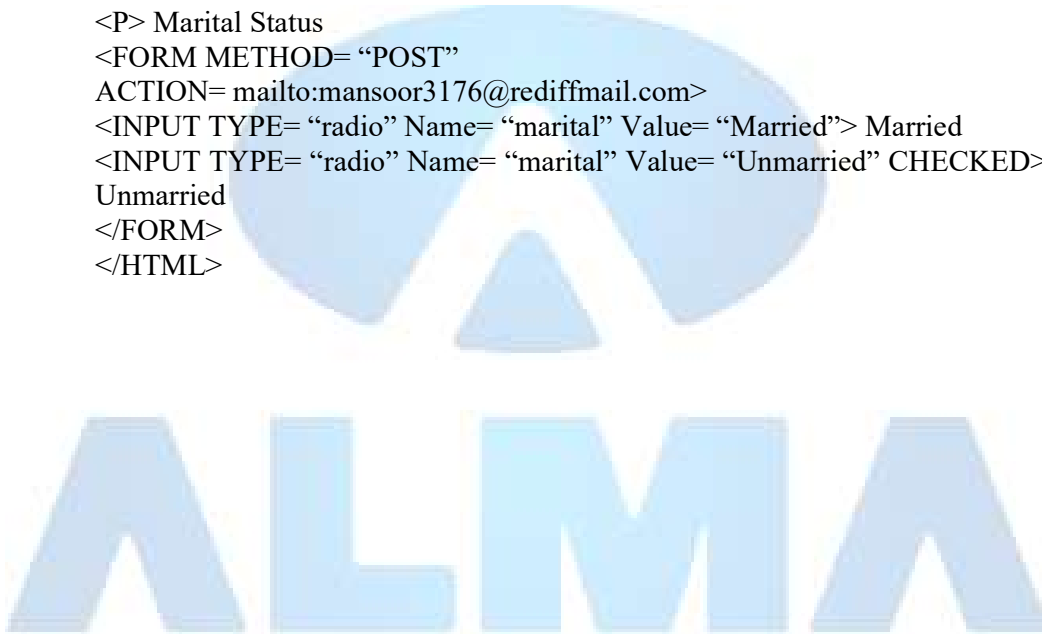 <P> Marital Status
<FORM METHOD= “POST”
ACTION= mailto:mansoor3176@rediffmail.com>
<INPUT TYPE= “radio” Name= “marital” Value= “Married”> Married
<INPUT TYPE= “radio” Name= “marital” Value= “Unmarried” CHECKED>
Unmarried
</FORM>
</HTML>
ALMA